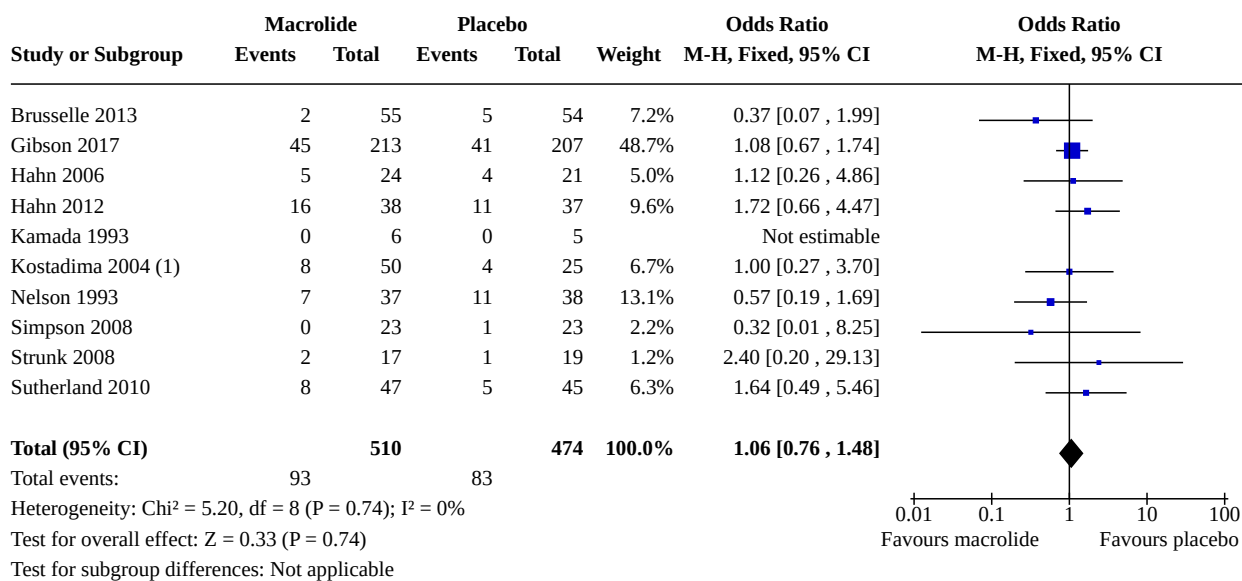 Macrolide Placebo Odds Ratio Odds Ratio
Study or Subgroup Events Total Events Total Weight M-H, Fixed, 95% CI M-H, Fixed, 95% CI
Brusselle 2013 2 55 5 54 7.2% 0.37 [0.07 , 1.99]
Gibson 2017 45 213 41 207 48.7% 1.08 [0.67 , 1.74]
Hahn 2006 5 24 4 21 5.0% 1.12 [0.26 , 4.86]
Hahn 2012 16 38 11 37 9.6% 1.72 [0.66 , 4.47]
Kamada 1993 0 6 0 5 Not estimable
Kostadima 2004 (1) 8 50 4 25 6.7% 1.00 [0.27 , 3.70]
Nelson 1993 7 37 11 38 13.1% 0.57 [0.19 , 1.69]
Simpson 2008 0 23 1 23 2.2% 0.32 [0.01 , 8.25]
Strunk 2008 2 17 1 19 1.2% 2.40 [0.20 , 29.13]
Sutherland 2010 8 47 5 45 6.3% 1.64 [0.49 , 5.46]
Total (95% CI) 510 474 100.0% 1.06 [0.76 , 1.48]
Total events: 93 83
Heterogeneity: Chi² = 5.20, df = 8 (P = 0.74); I² = 0%
Test for overall effect: Z = 0.33 (P = 0.74)
Test for subgroup differences: Not applicable
0.01 0.1 1 10 100
Favours macrolide Favours placebo